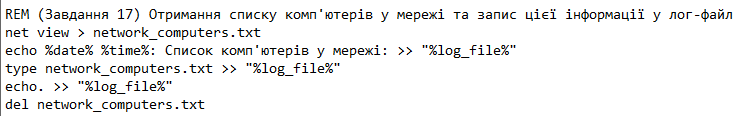 REM (Завдання 17) Отримання списку комп'ютерів у мережі та запис цієї інформації у лог-файл
net view > network_computers.txt
echo %date% %time%: Список комп'ютерів у мережі: >> "%log_file%"
type network_computers.txt >> "%log_file%"
echo. >> "%log_file%"
del network_computers.txt